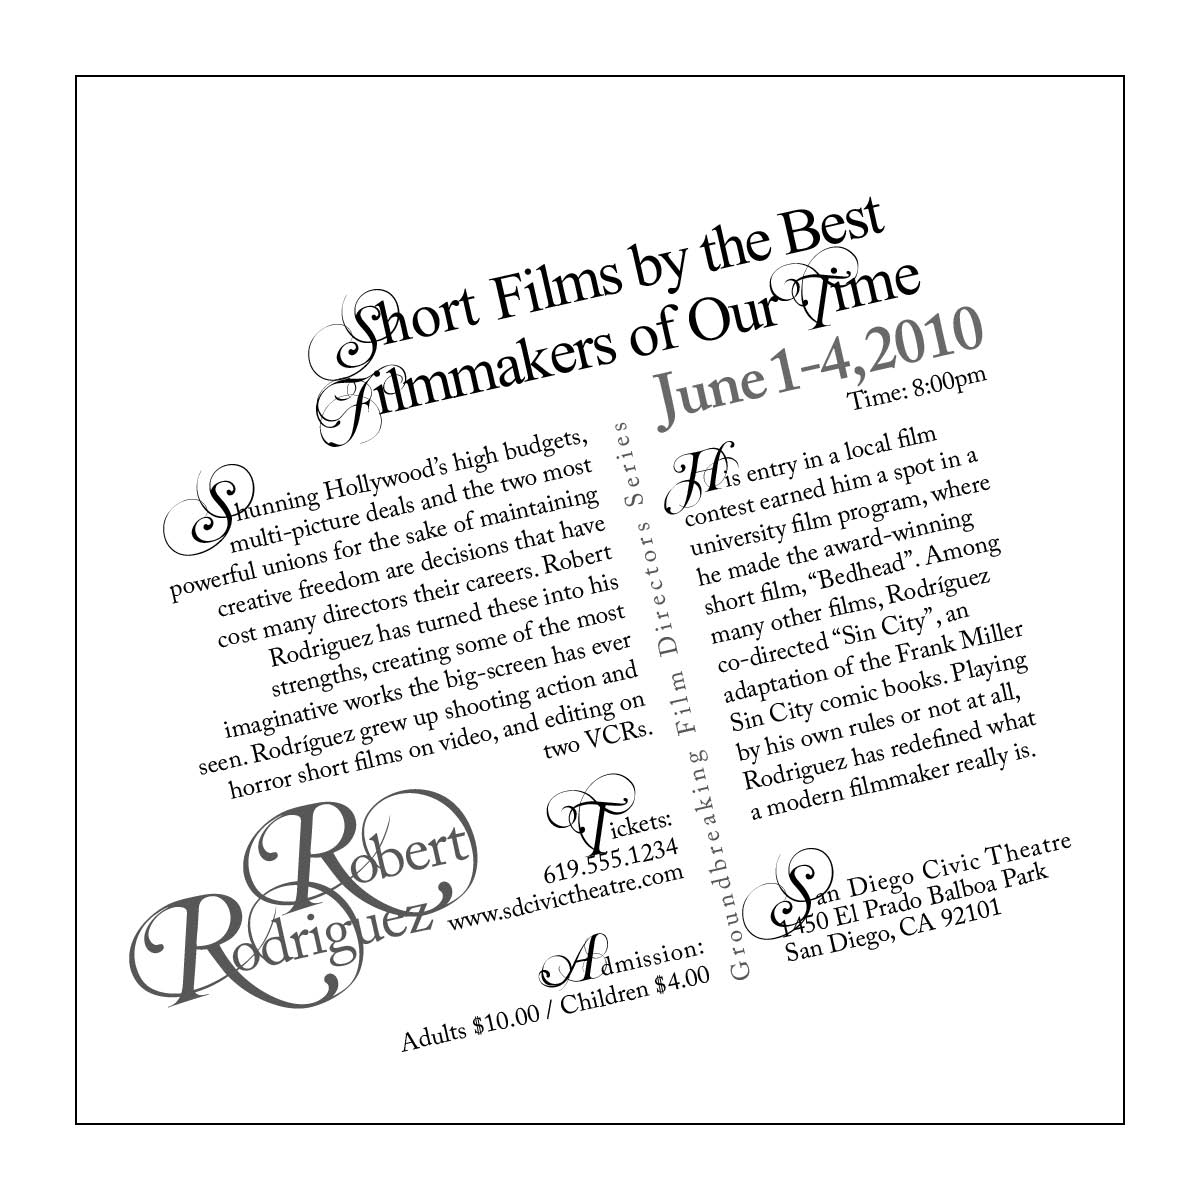 Short Films by the Best
Filmmakers of Our Time
June 1-4, 2010
Time: 8:00pm
Shunning Hollywood's high budgets,
multi-picture deals and the two most
powerful unions for the sake of maintaining
creative freedom are decisions that have
cost many directors their careers. Robert
Rodriguez has turned these into his
strengths, creating some of the most
imaginative works the big-screen has ever
seen. Rodríguez grew up shooting action and
horror short films on video, and editing on
two VCRs.
Groundbreaking Film Directors Series
His entry in a local film
contest earned him a spot in a
university film program, where
he made the award-winning
short film, “Bedhead”. Among
many other films, Rodríguez
co-directed “Sin City”, an
adaptation of the Frank Miller
Sin City comic books. Playing
by his own rules or not at all,
Rodriguez has redefined what
a modern filmmaker really is.
Robert
Rodriguez
Tickets:
619.555.1234
www.sdcivictheatre.com
Admission:
Adults $10.00 / Children $4.00
San Diego Civic Theatre
1450 El Prado Balboa Park
San Diego, CA 92101